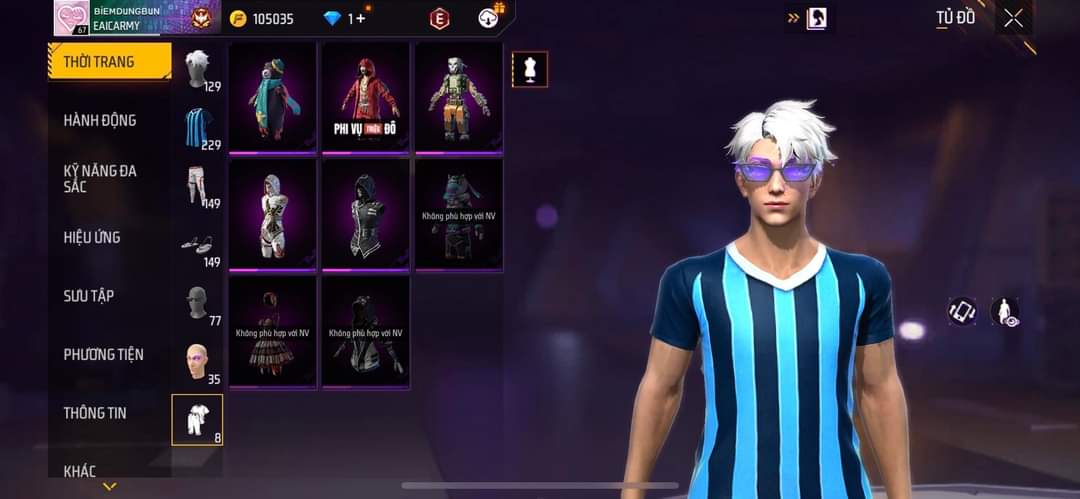 BIEMDUNGBUN
EAICARMY
67
105035
1+
E
TỦ ĐỒ
THỜI TRANG
HÀNH ĐỘNG
KỸ NĂNG ĐA
SẮC
HIỆU ỨNG
SƯU TẬP
PHƯƠNG TIỆN
THÔNG TIN
KHÁC
129
229
149
149
77
35
8
PHI VỤ TRIỆU ĐÔ
Không phù hợp với NV
Không phù hợp với NV
Không phù hợp với NV